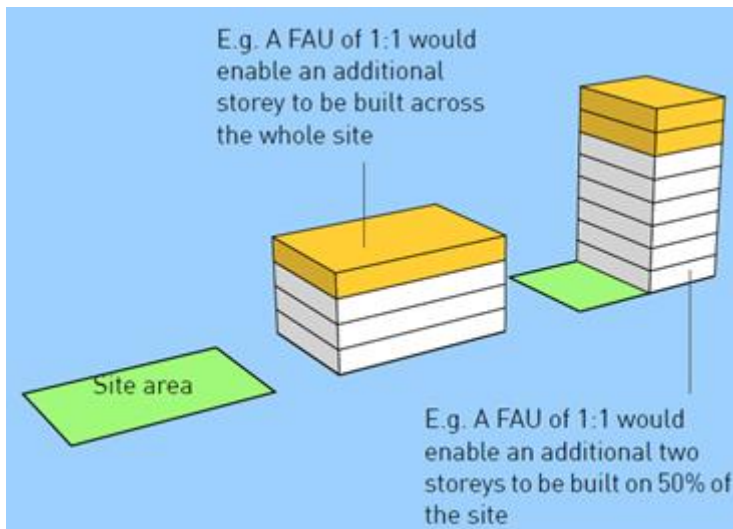 E.g. A FAU of 1:1 would
enable an additional
storey to be built across
the whole site
Site area
E.g. A FAU of 1:1 would
enable an additional two
storeys to be built on 50% of
the site